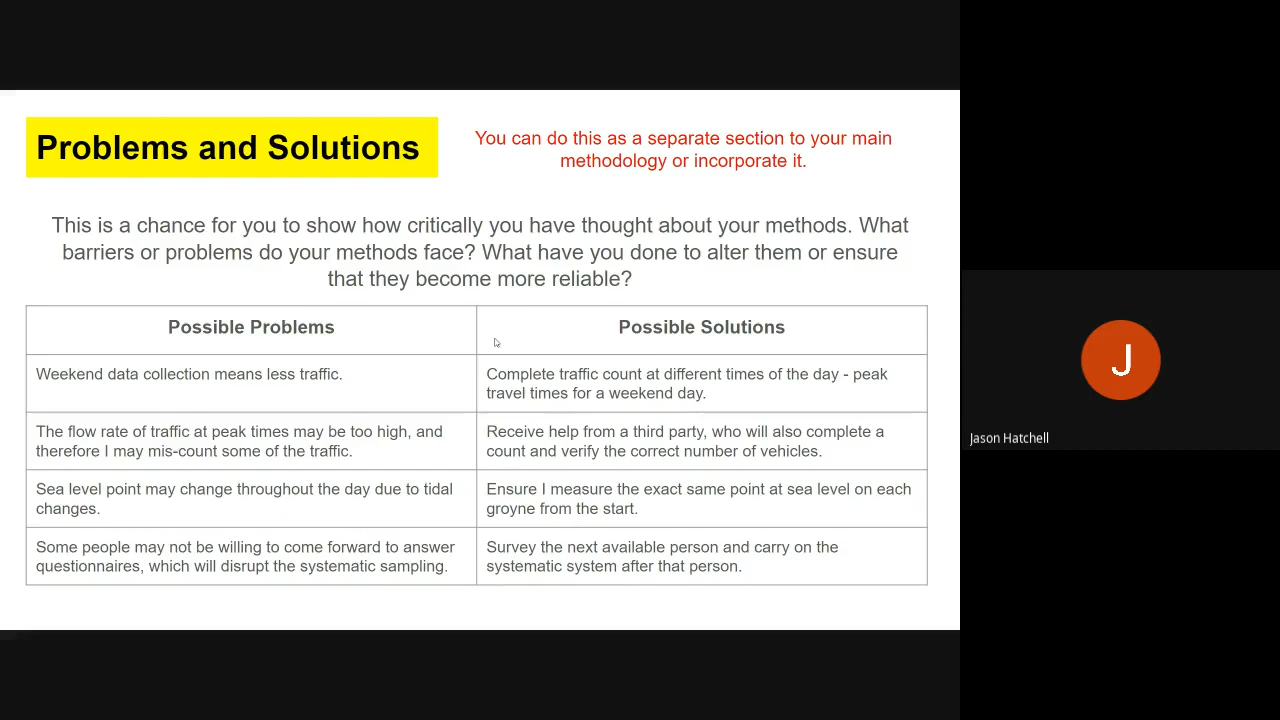 Problems and Solutions
You can do this as a separate section to your main
methodology or incorporate it.
This is a chance for you to show how critically you have thought about your methods. What
barriers or problems do your methods face? What have you done to alter them or ensure
that they become more reliable?
Possible Problems
Possible Solutions
Weekend data collection means less traffic.
Complete traffic count at different times of the day - peak
travel times for a weekend day.
The flow rate of traffic at peak times may be too high, and
therefore I may mis-count some of the traffic.
Receive help from a third party, who will also complete a
count and verify the correct number of vehicles.
Sea level point may change throughout the day due to tidal
changes.
Ensure I measure the exact same point at sea level on each
groyne from the start.
Some people may not be willing to come forward to answer
questionnaires, which will disrupt the systematic sampling.
Survey the next available person and carry on the
systematic system after that person.
J
Jason Hatchell